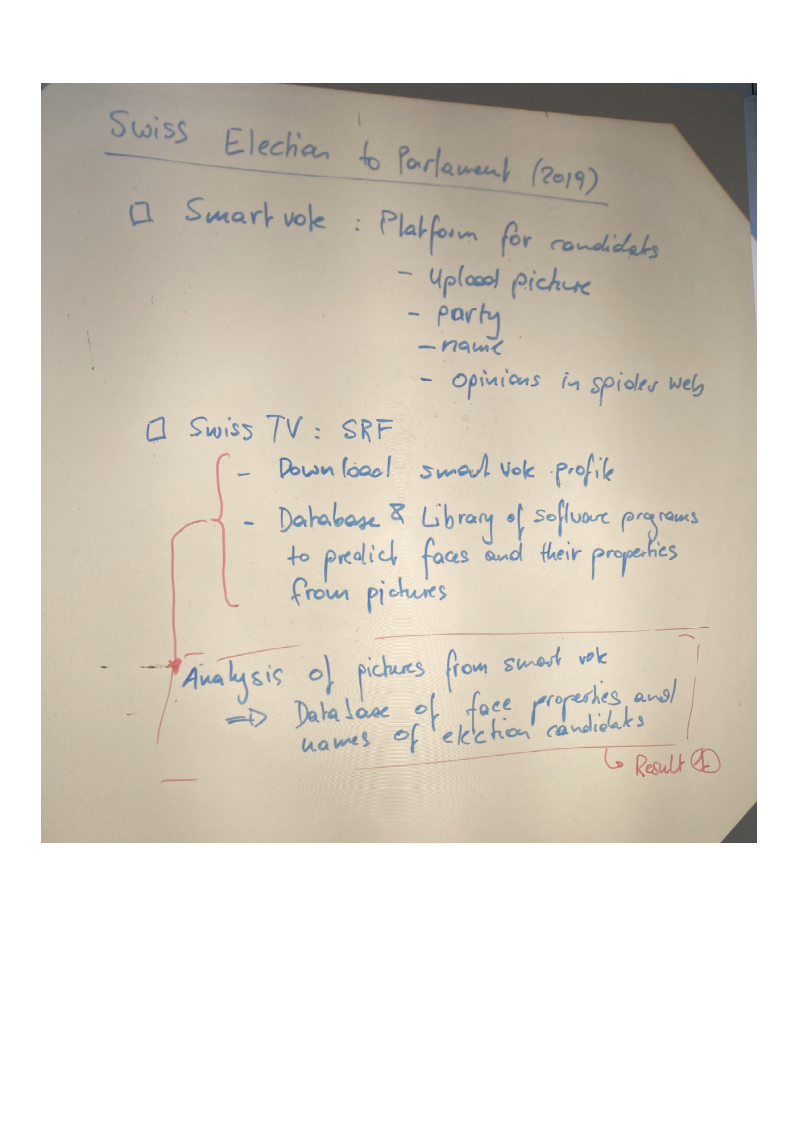 Swiss Election to Parlament (2019)
□ Smartvote : Platform for candidats
- Upload picture
- party
- name
- opinions in spider web
□ Swiss TV : SRF
- Download smart vote profile
- Database & Library of software programs
to predict faces and their properties
from pictures
Analysis of pictures from smart vote
⇒ Database of face properties and
names of election candidats
↳ Result ①